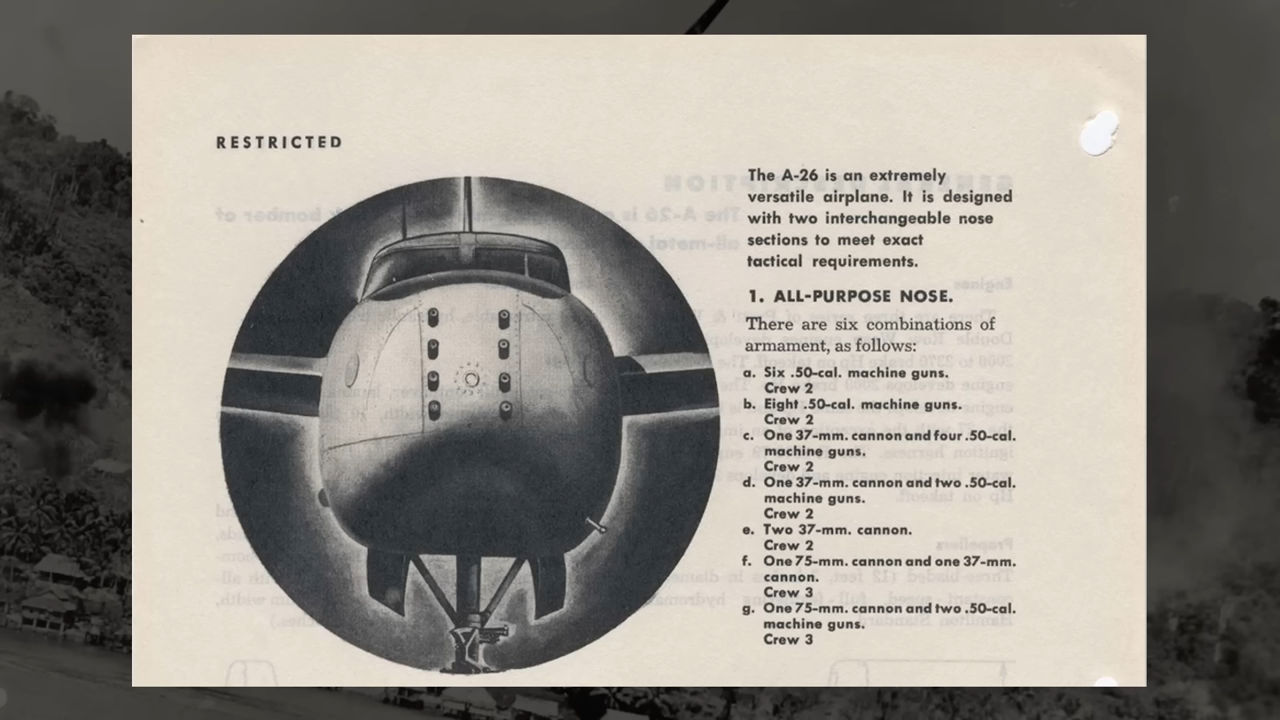 RESTRICTED
The A-26 is an extremely
versatile airplane. It is designed
with two interchangeable nose
sections to meet exact
tactical requirements.
1. ALL-PURPOSE NOSE.
There are six combinations of
armament, as follows:
a. Six .50-cal. machine guns.
Crew 2
b. Eight .50-cal. machine guns.
Crew 2
c. One 37-mm. cannon and four .50-cal.
machine guns.
Crew 2
d. One 37-mm. cannon and two .50-cal.
machine guns.
Crew 2
e. Two 37-mm. cannon.
Crew 2
f. One 75-mm. cannon and one 37-mm.
cannon.
Crew 3
g. One 75-mm. cannon and two .50-cal.
machine guns.
Crew 3